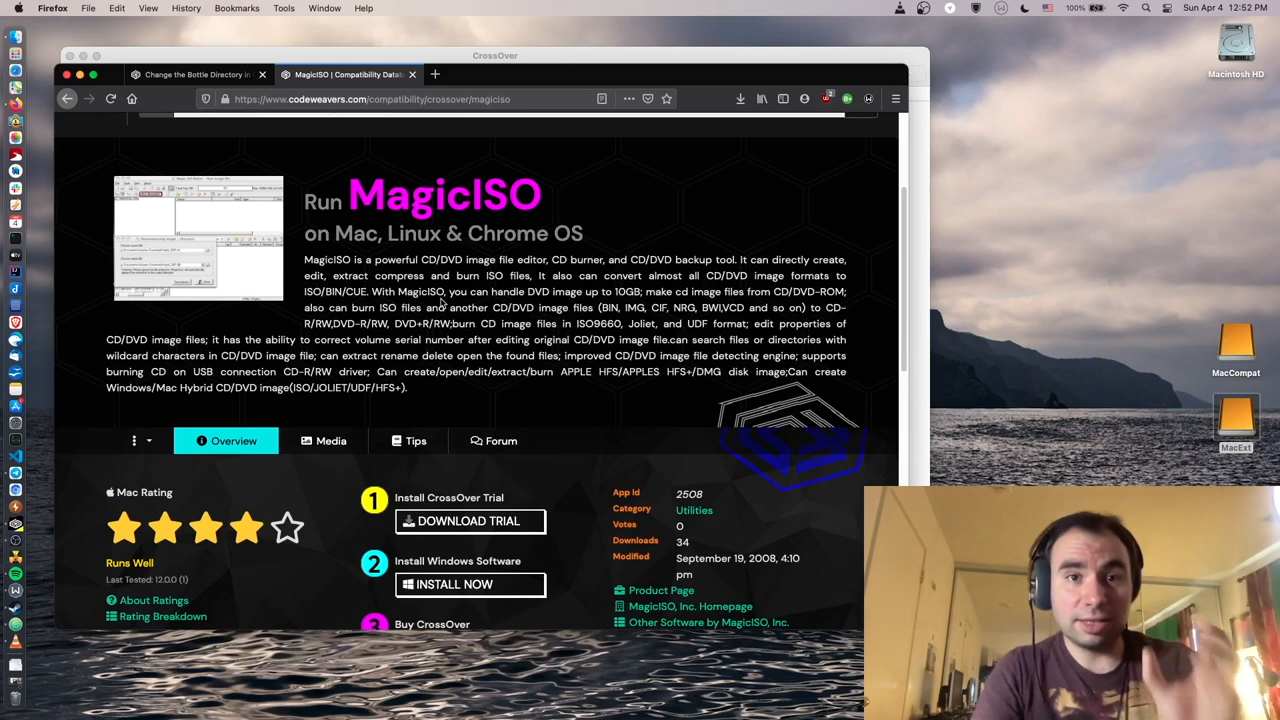 Firefox File Edit View History Bookmarks Tools Window Help
100% Sun Apr 4 12:52 PM
CrossOver
Change the Bottle Directory in
MagicISO | Compatibility Datab
https://www.codeweavers.com/compatibility/crossover/magiciso
2
Run MagicISO
on Mac, Linux & Chrome OS
MagicISO is a powerful CD/DVD image file editor, CD burner, and CD/DVD backup tool. It can directly create,
edit, extract compress and burn ISO files, It also can convert almost all CD/DVD image formats to
ISO/BIN/CUE. With MagicISO, you can handle DVD image up to 10GB; make cd image files from CD/DVD-ROM;
also can burn ISO files and another CD/DVD image files (BIN, IMG, CIF, NRG, BWI,VCD and so on) to CD-
R/RW,DVD-R/RW, DVD+R/RW;burn CD image files in ISO9660, Joliet, and UDF format; edit properties of
CD/DVD image files; it has the ability to correct volume serial number after editing original CD/DVD image file.can search files or directories with
wildcard characters in CD/DVD image file; can extract rename delete open the found files; improved CD/DVD image file detecting engine; supports
burning CD on USB connection CD-R/RW driver; Can create/open/edit/extract/burn APPLE HFS/APPLES HFS+/DMG disk image;Can create
Windows/Mac Hybrid CD/DVD image(ISO/JOLIET/UDF/HFS+).
Overview Media Tips Forum
Mac Rating
Runs Well
Last Tested: 12.0.0 (1)
About Ratings
Rating Breakdown
1 Install CrossOver Trial
DOWNLOAD TRIAL
2 Install Windows Software
INSTALL NOW
3 Buy CrossOver
App Id 2508
Category Utilities
Votes 0
Downloads 34
Modified September 19, 2008, 4:10
pm
Product Page
MagicISO, Inc. Homepage
Other Software by MagicISO, Inc.
Macintosh HD
MacCompat
MacExt